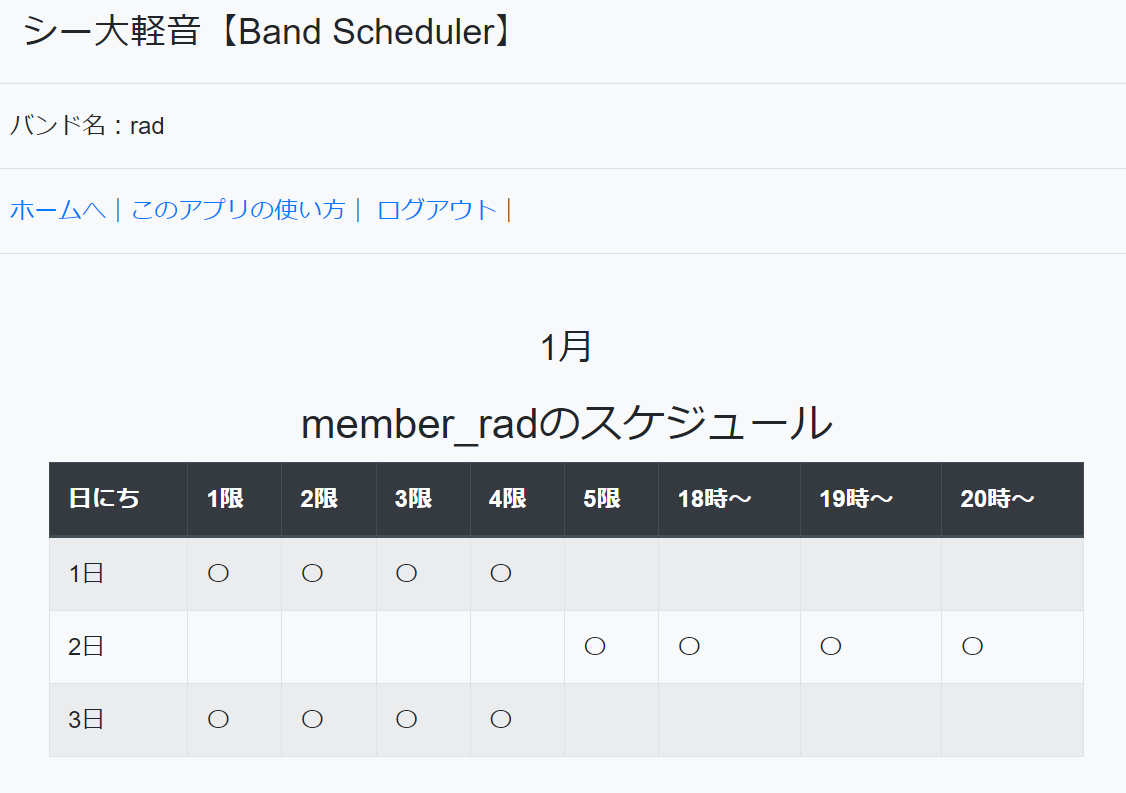 シー大軽音【Band Scheduler】
バンド名：rad
ホームへ｜このアプリの使い方｜ ログアウト｜
1月
member_radのスケジュール
日にち 1限 2限 3限 4限 5限 18時～ 19時～ 20時～
1日 〇 〇 〇 〇
2日 〇 〇 〇 〇
3日 〇 〇 〇 〇